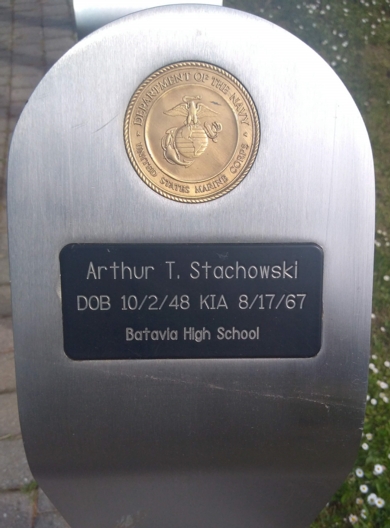 DEPARTMENT OF THE NAVY
UNITED STATES MARINE CORPS
Arthur T. Stachowski
DOB 10/2/48 KIA 8/17/67
Batavia High School